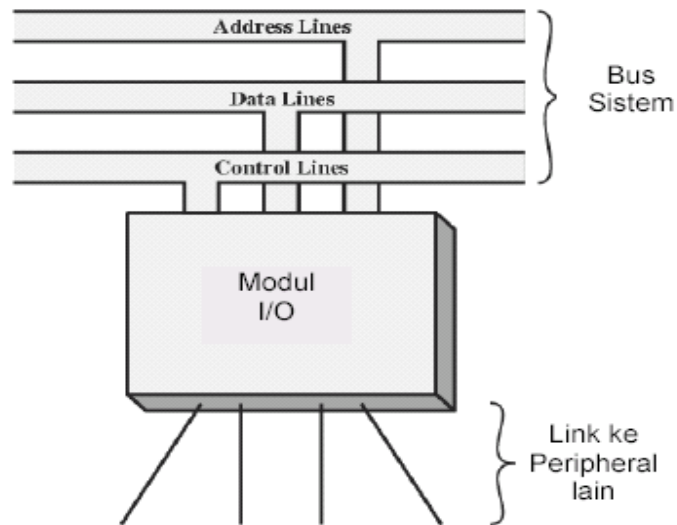 Address Lines
Data Lines
Control Lines
Bus
Sistem
Modul
I/O
Link ke
Peripheral
lain